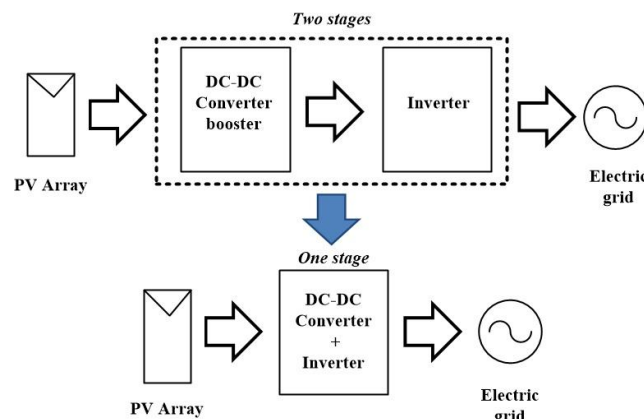 Two stages
DC-DC
Converter
booster
Inverter
PV Array
Electric
grid
One stage
DC-DC
Converter
+
Inverter
PV Array
Electric
grid